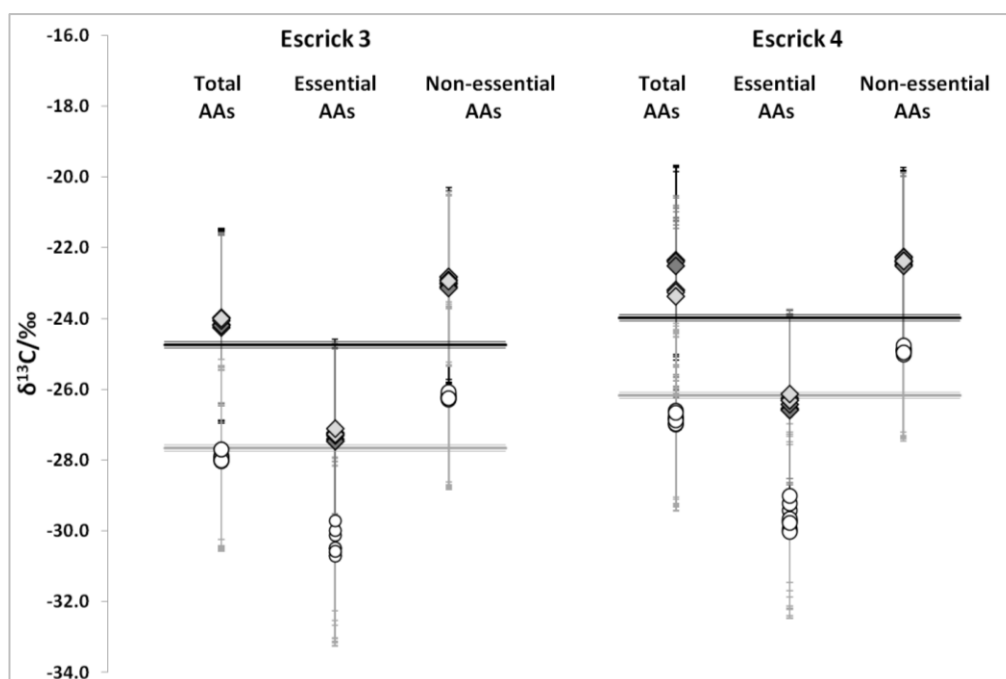 Escrick 3
Escrick 4
Total Essential Non-essential
AAs AAs AAs
Total Essential Non-essential
AAs AAs AAs
δ13C/‰
-16.0
-18.0
-20.0
-22.0
-24.0
-26.0
-28.0
-30.0
-32.0
-34.0